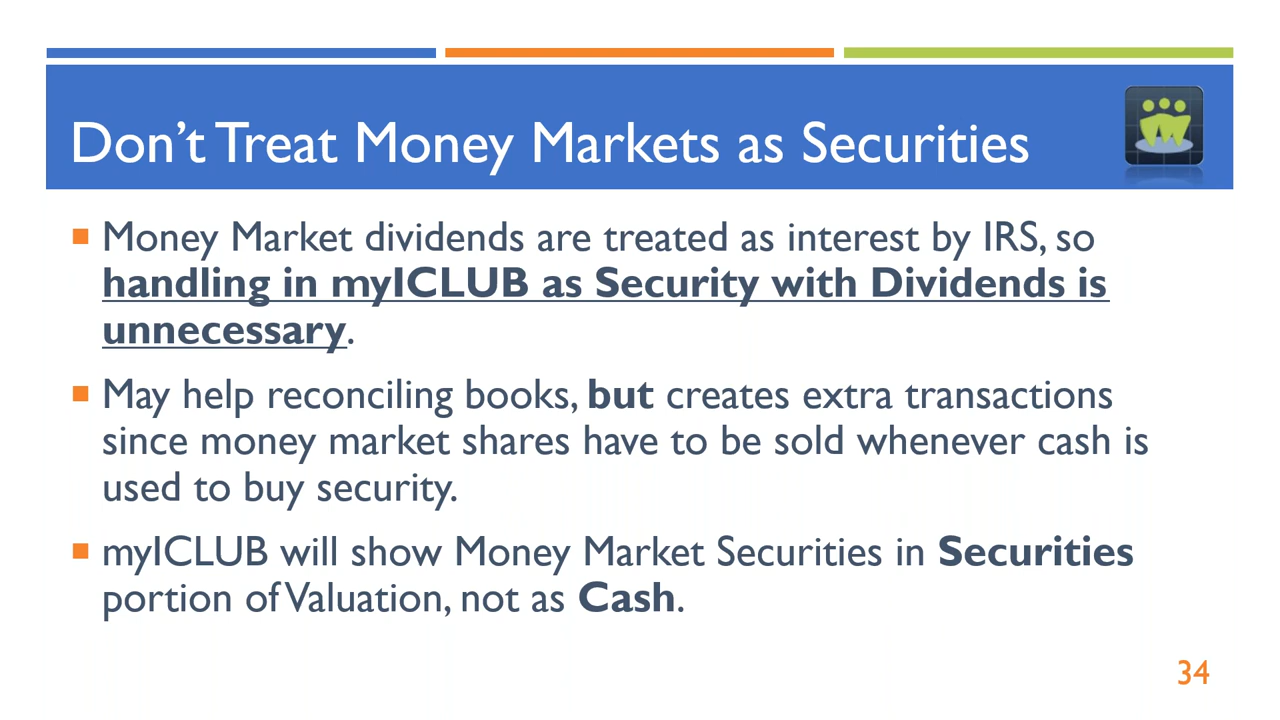 Don't Treat Money Markets as Securities
Money Market dividends are treated as interest by IRS, so
handling in myICLUB as Security with Dividends is
unnecessary.
May help reconciling books, but creates extra transactions
since money market shares have to be sold whenever cash is
used to buy security.
myICLUB will show Money Market Securities in Securities
portion of Valuation, not as Cash.
34